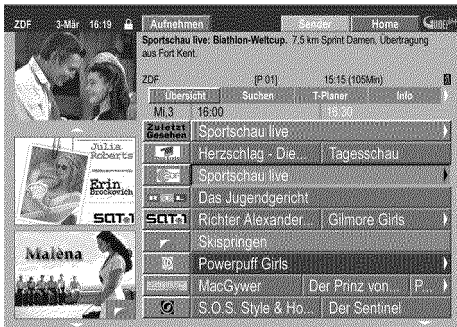 ZDF 3-Mär 16:19 Aufnehmen Sender Home
Sportschau live: Biathlon-Weltcup. 7,5 km Sprint Damen, Übertragung
aus Fort Kent.
ZDF [P 01] 15:15 (105Min)
Übersicht Suchen T-Planer Info
Mi,3 16:00 16:30
Zuletzt
Gesehen
Sportschau live
Herzschlag - Die... Tagesschau
Sportschau live
Das Jugendgericht
SAT.1 Richter Alexander... Gilmore Girls
Skispringen
Powerpuff Girls
MacGywer Der Prinz von... P...
S.O.S. Style & Ho... Der Sentinel
Julia
Roberts
Erin
Brockovich
SAT.1
Malèna